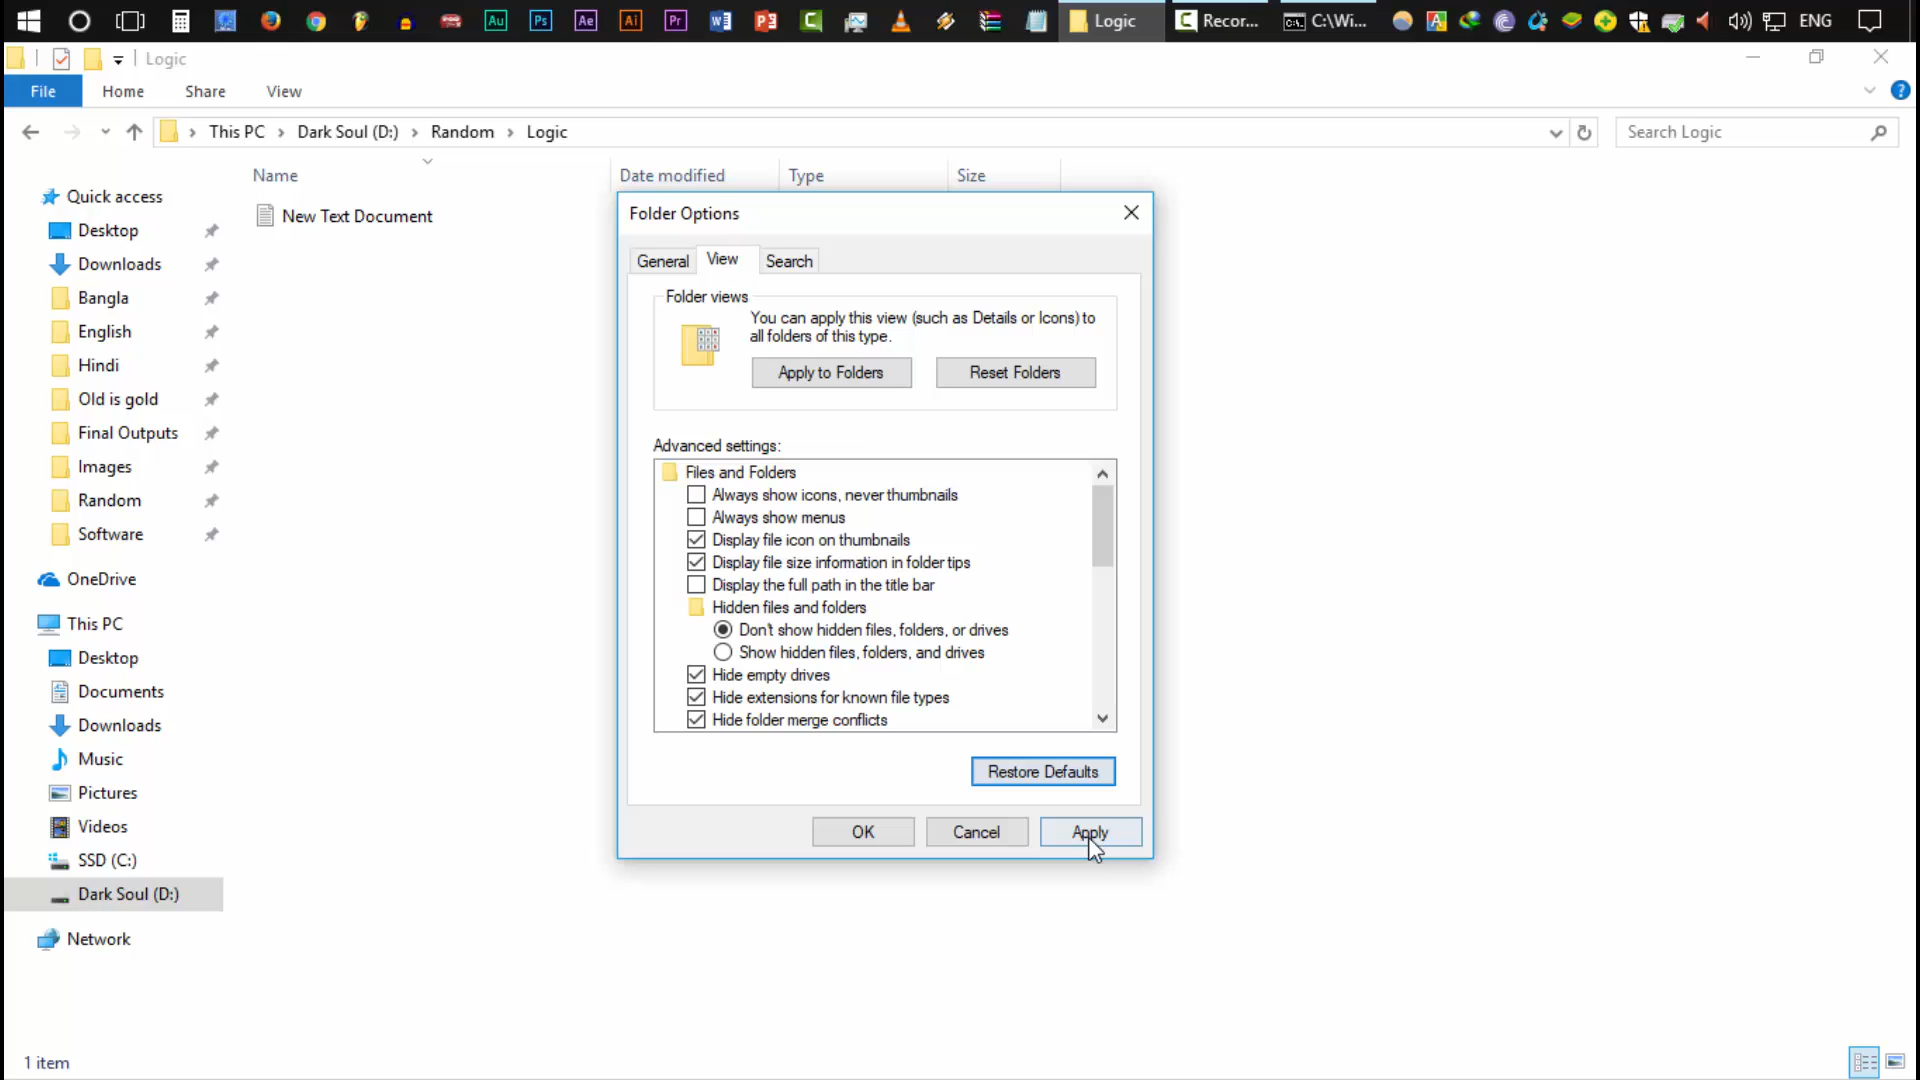 Au Ps Ae Ai Pr Logic Recor... C:\Wi... ENG
Logic
File Home Share View
This PC Dark Soul (D:) Random Logic Search Logic
Name Date modified Type Size
New Text Document
Quick access
Desktop
Downloads
Bangla
English
Hindi
Old is gold
Final Outputs
Images
Random
Software
OneDrive
This PC
Desktop
Documents
Downloads
Music
Pictures
Videos
SSD (C:)
Dark Soul (D:)
Network
Folder Options
General View Search
Folder views
You can apply this view (such as Details or Icons) to
all folders of this type.
Apply to Folders Reset Folders
Advanced settings:
Files and Folders
Always show icons, never thumbnails
Always show menus
Display file icon on thumbnails
Display file size information in folder tips
Display the full path in the title bar
Hidden files and folders
Don't show hidden files, folders, or drives
Show hidden files, folders, and drives
Hide empty drives
Hide extensions for known file types
Hide folder merge conflicts
Restore Defaults
OK Cancel Apply
1 item